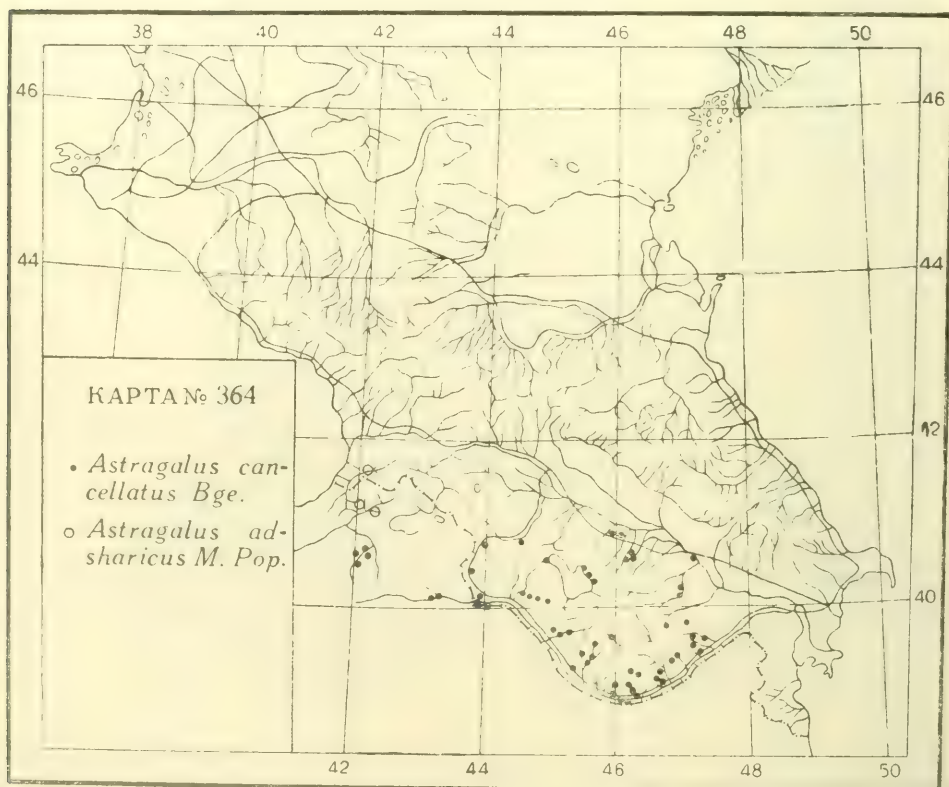 38 40 42 44 46 48 50
46 46
44 44
КАРТА № 364
42
• Astragalus can-
cellatus Bge.
○ Astragalus ad-
sharicus M. Pop.
40 40
42 44 46 48 50